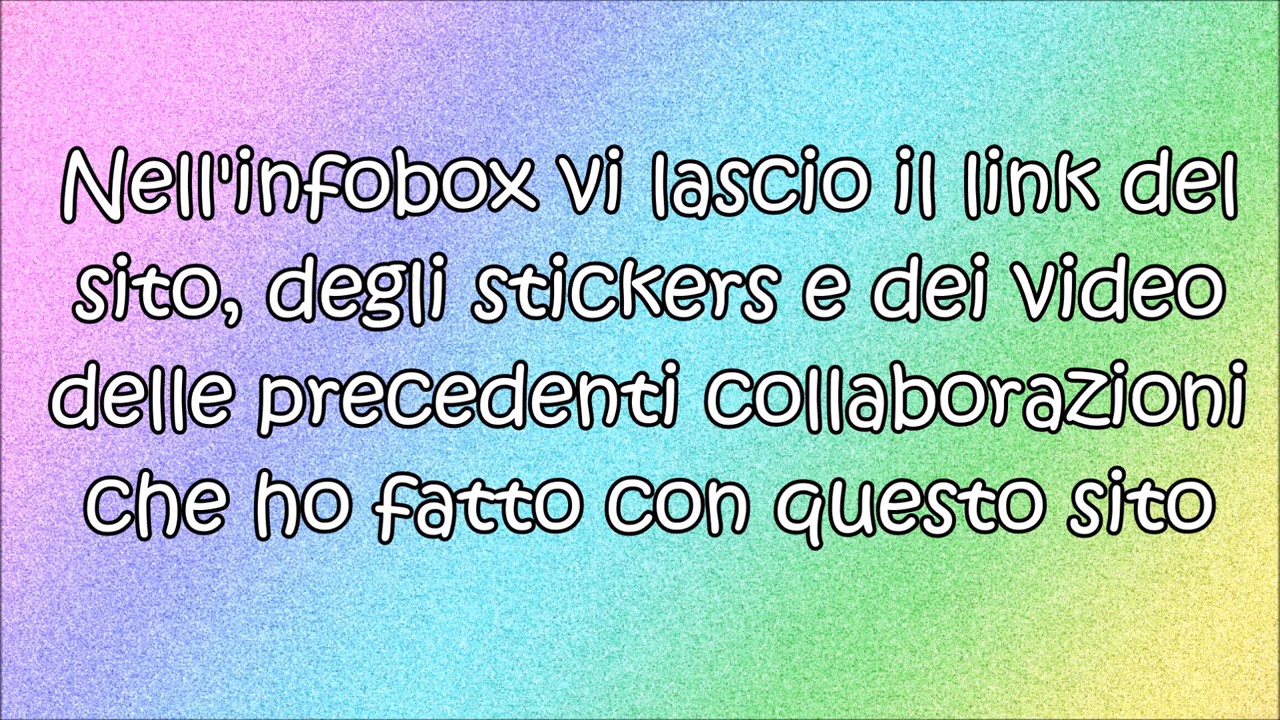 Nell'infobox vi lascio il link del
sito, degli stickers e dei video
delle precedenti collaborazioni
che ho fatto con questo sito